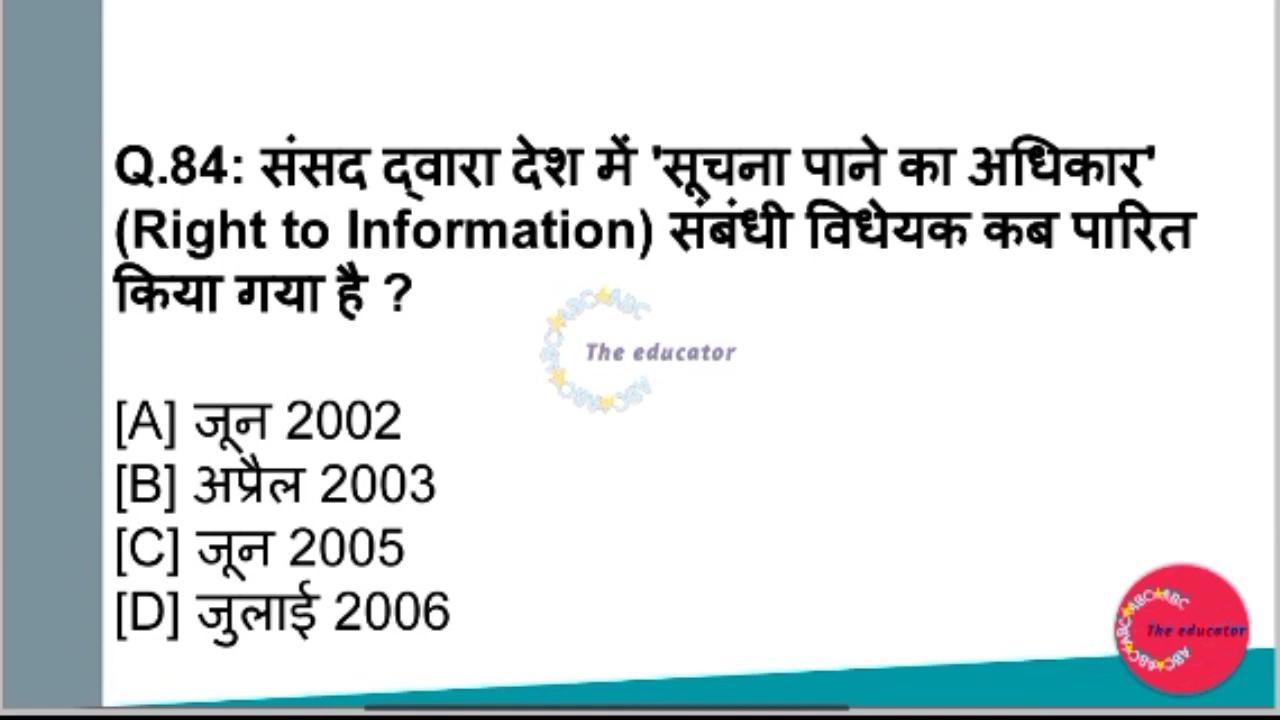 Q.84: संसद द्वारा देश में 'सूचना पाने का अधिकार'
(Right to Information) संबंधी विधेयक कब पारित
किया गया है ?
The educator
[A] जून 2002
[B] अप्रैल 2003
[C] जून 2005
[D] जुलाई 2006
The educator